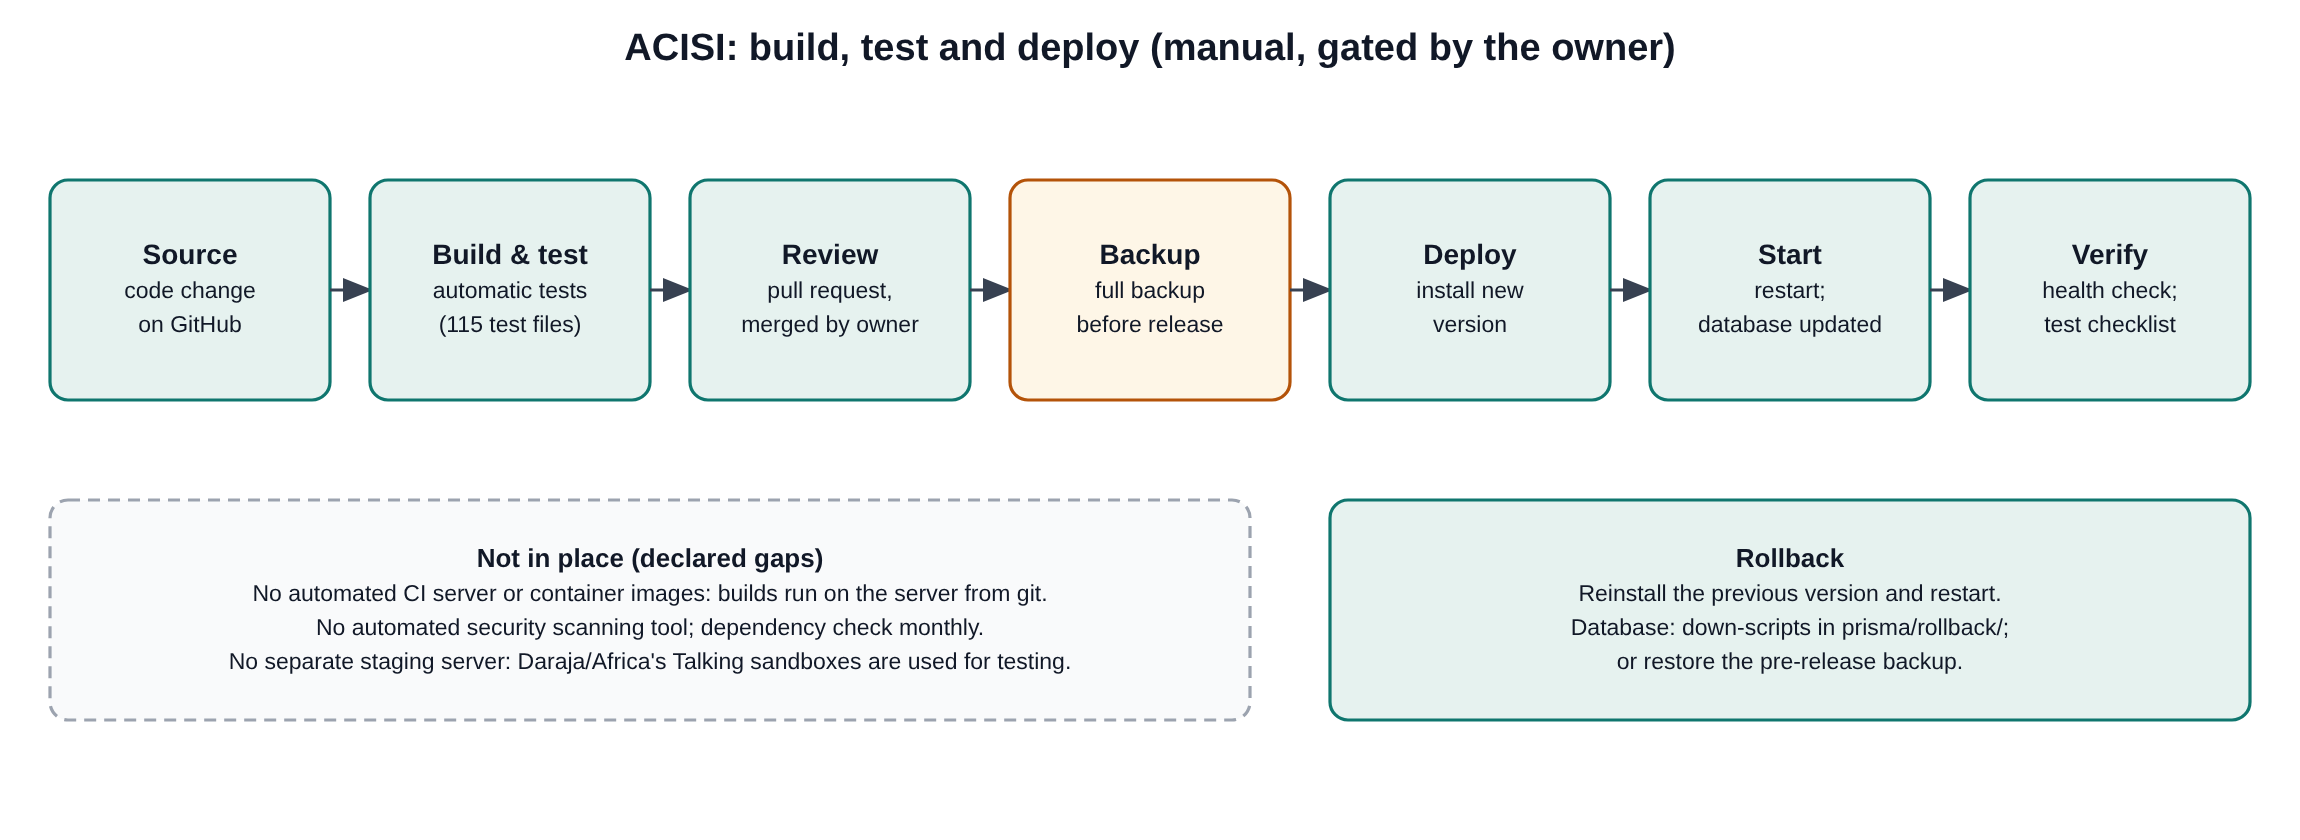 ACISI: build, test and deploy (manual, gated by the owner)
Source
code change
on GitHub
Build & test
automatic tests
(115 test files)
Review
pull request,
merged by owner
Backup
full backup
before release
Deploy
install new
version
Start
restart;
database updated
Verify
health check;
test checklist
Not in place (declared gaps)
No automated CI server or container images: builds run on the server from git.
No automated security scanning tool; dependency check monthly.
No separate staging server: Daraja/Africa's Talking sandboxes are used for testing.
Rollback
Reinstall the previous version and restart.
Database: down-scripts in prisma/rollback/;
or restore the pre-release backup.